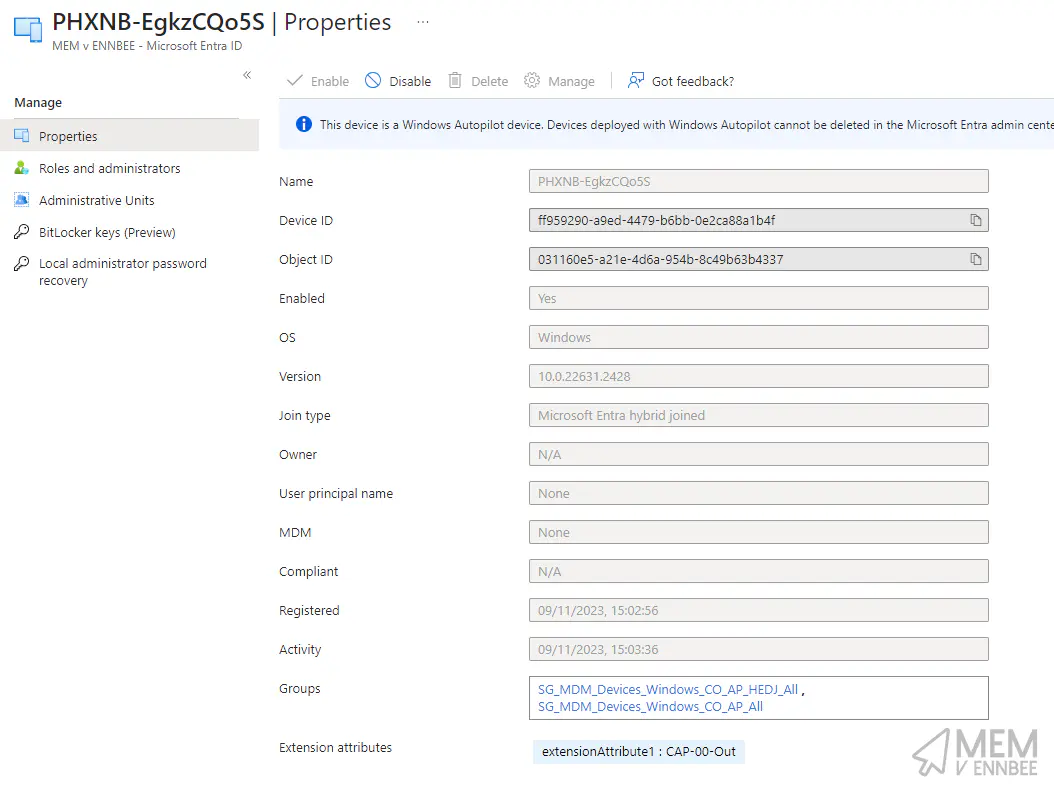 PHXNB-EgkzCQo5S | Properties ...
MEM v ENNBEE - Microsoft Entra ID
«
Manage
Properties
Roles and administrators
Administrative Units
BitLocker keys (Preview)
Local administrator password
recovery
Enable Disable Delete Manage Got feedback?
This device is a Windows Autopilot device. Devices deployed with Windows Autopilot cannot be deleted in the Microsoft Entra admin cente
Name PHXNB-EgkzCQo5S
Device ID ff959290-a9ed-4479-b6bb-0e2ca88a1b4f
Object ID 031160e5-a21e-4d6a-954b-8c49b63b4337
Enabled Yes
OS Windows
Version 10.0.22631.2428
Join type Microsoft Entra hybrid joined
Owner N/A
User principal name None
MDM None
Compliant N/A
Registered 09/11/2023, 15:02:56
Activity 09/11/2023, 15:03:36
Groups SG_MDM_Devices_Windows_CO_AP_HEDJ_All ,
SG_MDM_Devices_Windows_CO_AP_All
Extension attributes extensionAttribute1 : CAP-00-Out
MEM
V ENNBEE